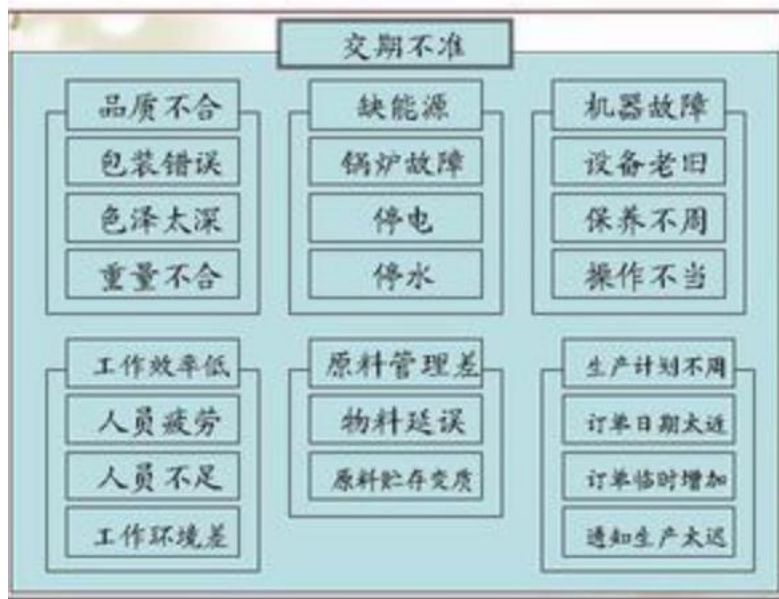 交期不准
品质不合
包装错误
色泽太深
重量不合
缺能源
锅炉故障
停电
停水
机器故障
设备老旧
保养不周
操作不当
工作效率低
人员疲劳
人员不足
工作环境差
原料管理差
物料延误
原料贮存变质
生产计划不周
订单日期太近
订单临时增加
通知生产太迟